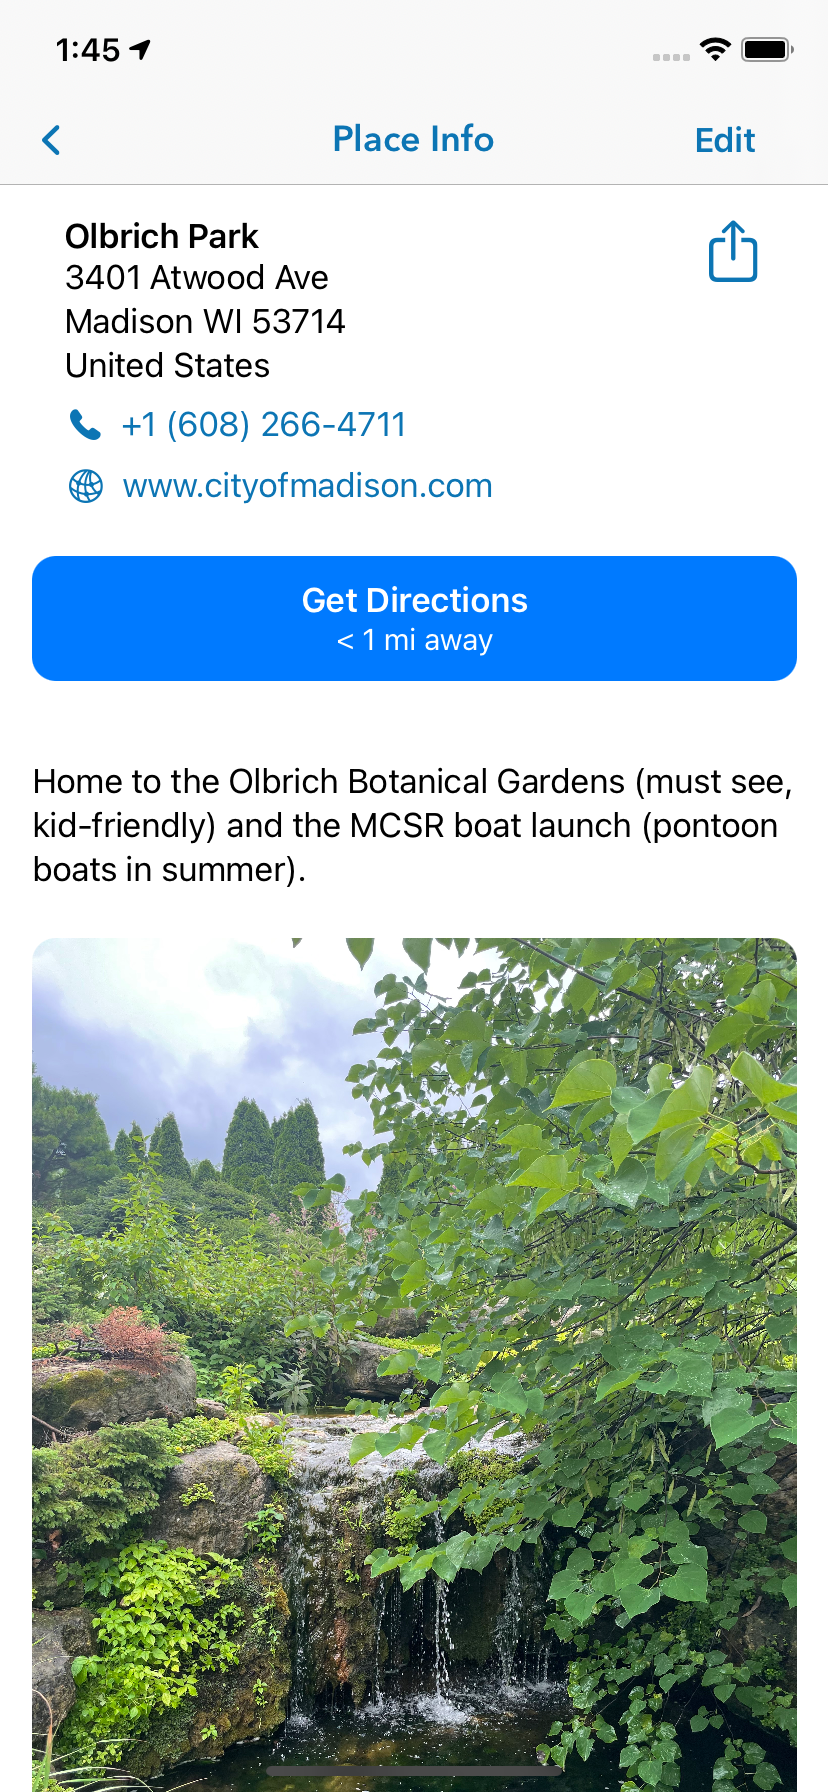 1:45
Place Info
Edit
Olbrich Park
3401 Atwood Ave
Madison WI 53714
United States
+1 (608) 266-4711
www.cityofmadison.com
Get Directions
< 1 mi away
Home to the Olbrich Botanical Gardens (must see,
kid-friendly) and the MCSR boat launch (pontoon
boats in summer).